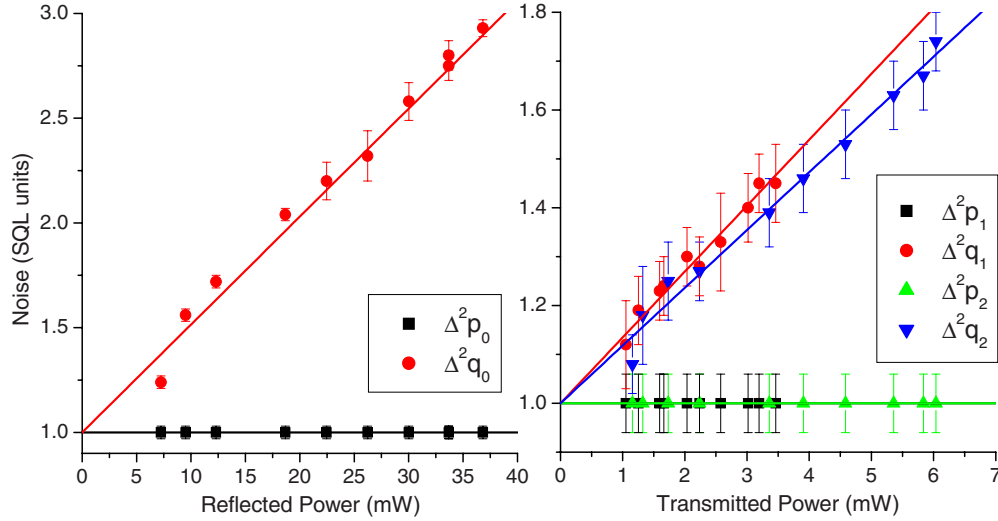 Noise (SQL units)
3.0
2.5
2.0
1.5
1.0
0 5 10 15 20 25 30 35 40
Reflected Power (mW)
Δ²p₀
Δ²q₀
1.8
1.6
1.4
1.2
1.0
0 1 2 3 4 5 6 7
Transmitted Power (mW)
Δ²p₁
Δ²q₁
Δ²p₂
Δ²q₂